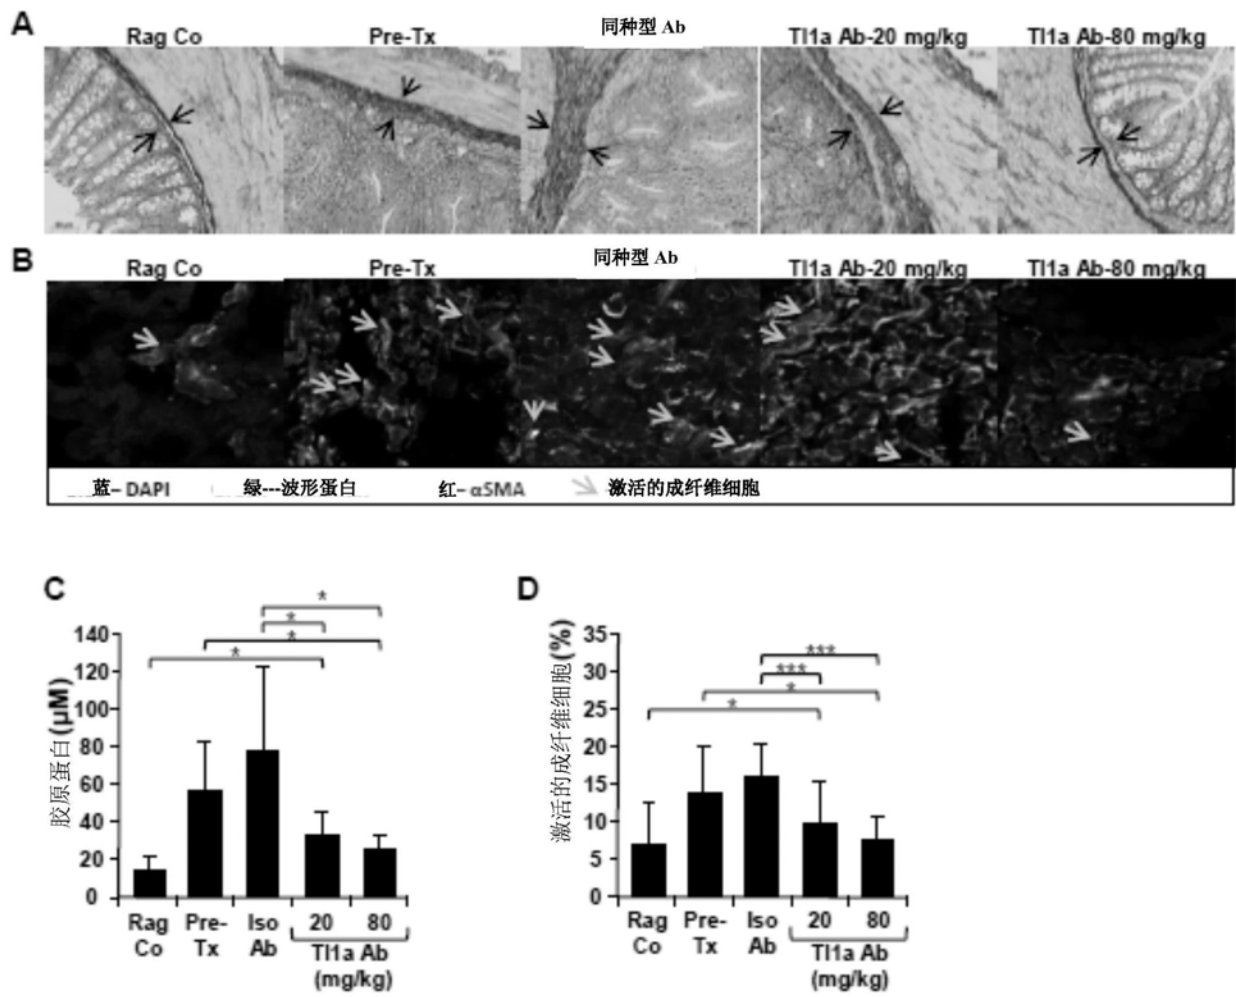 A
Rag Co
Pre-Tx
同种型 Ab
Tl1a Ab-20 mg/kg
Tl1a Ab-80 mg/kg
B
Rag Co
Pre-Tx
同种型 Ab
Tl1a Ab-20 mg/kg
Tl1a Ab-80 mg/kg
蓝– DAPI
绿---波形蛋白
红– αSMA
激活的成纤维细胞
C
胶原蛋白(μM)
140
120
100
80
60
40
20
0
*
*
*
*
Rag Co
Pre-Tx
Iso Ab
20
80
Tl1a Ab
(mg/kg)
D
激活的成纤维细胞(%)
35
30
25
20
15
10
5
0
***
***
*
*
Rag Co
Pre-Tx
Iso Ab
20
80
Tl1a Ab
(mg/kg)